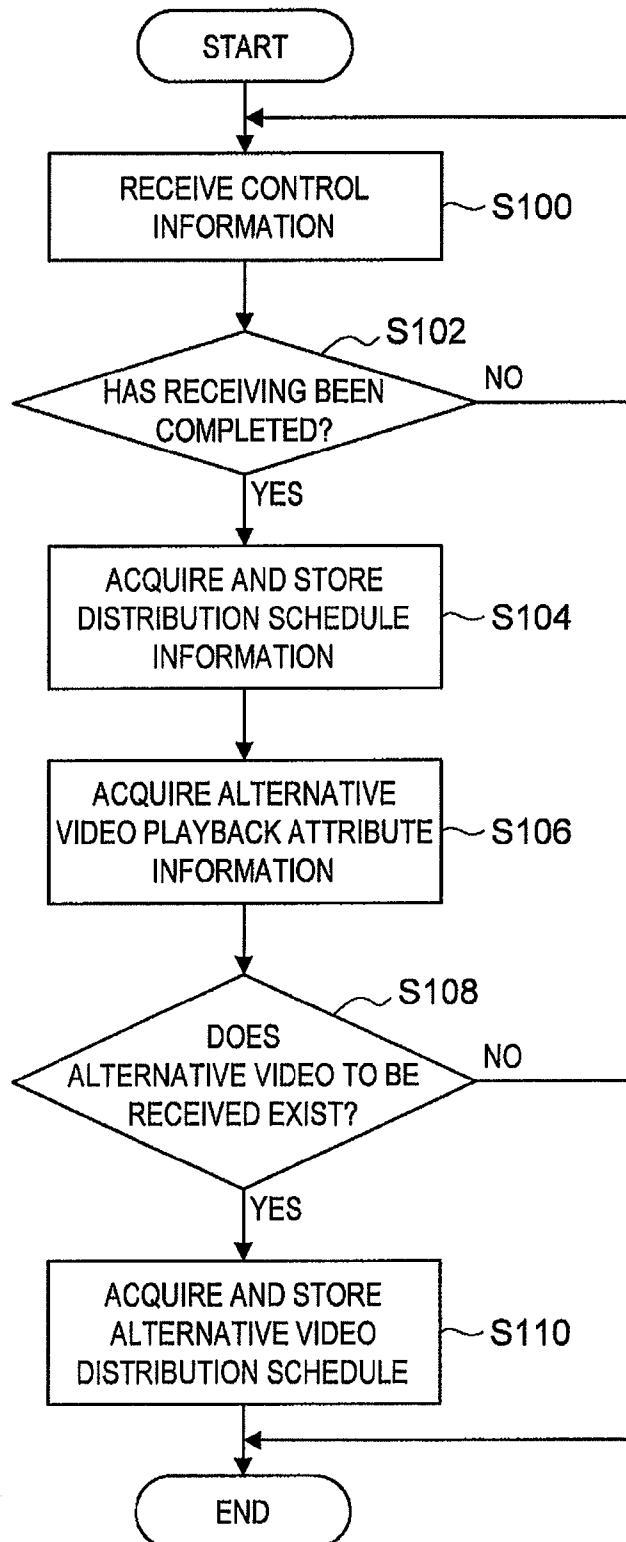 START
RECEIVE CONTROL
INFORMATION
S100
S102
HAS RECEIVING BEEN
COMPLETED?
NO
YES
ACQUIRE AND STORE
DISTRIBUTION SCHEDULE
INFORMATION
S104
ACQUIRE ALTERNATIVE
VIDEO PLAYBACK ATTRIBUTE
INFORMATION
S106
S108
DOES
ALTERNATIVE VIDEO TO BE
RECEIVED EXIST?
NO
YES
ACQUIRE AND STORE
ALTERNATIVE VIDEO
DISTRIBUTION SCHEDULE
S110
END